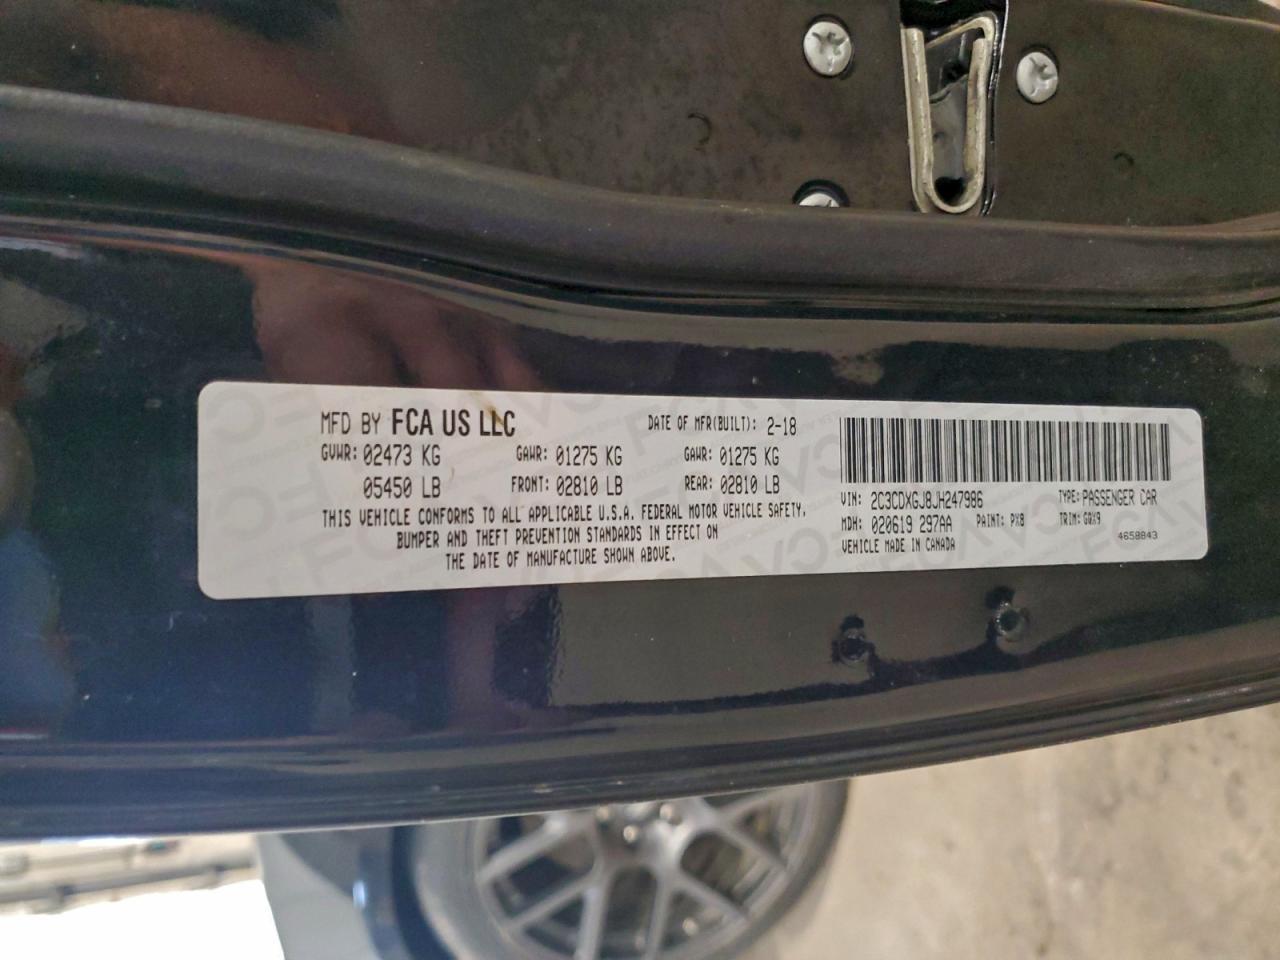 MFD BY FCA US LLC DATE OF MFR(BUILT): 2-18
GVWR: 02473 KG GAWR: 01275 KG GAWR: 01275 KG
05450 LB FRONT: 02810 LB REAR: 02810 LB
THIS VEHICLE CONFORMS TO ALL APPLICABLE U.S.A. FEDERAL MOTOR VEHICLE SAFETY,
BUMPER AND THEFT PREVENTION STANDARDS IN EFFECT ON
THE DATE OF MANUFACTURE SHOWN ABOVE.
VIN: 2C3CDXGJ8JH247986 TYPE: PASSENGER CAR
MDH: 020619 297AA PAINT: PX8 TRIM: GQX9
VEHICLE MADE IN CANADA 4658843